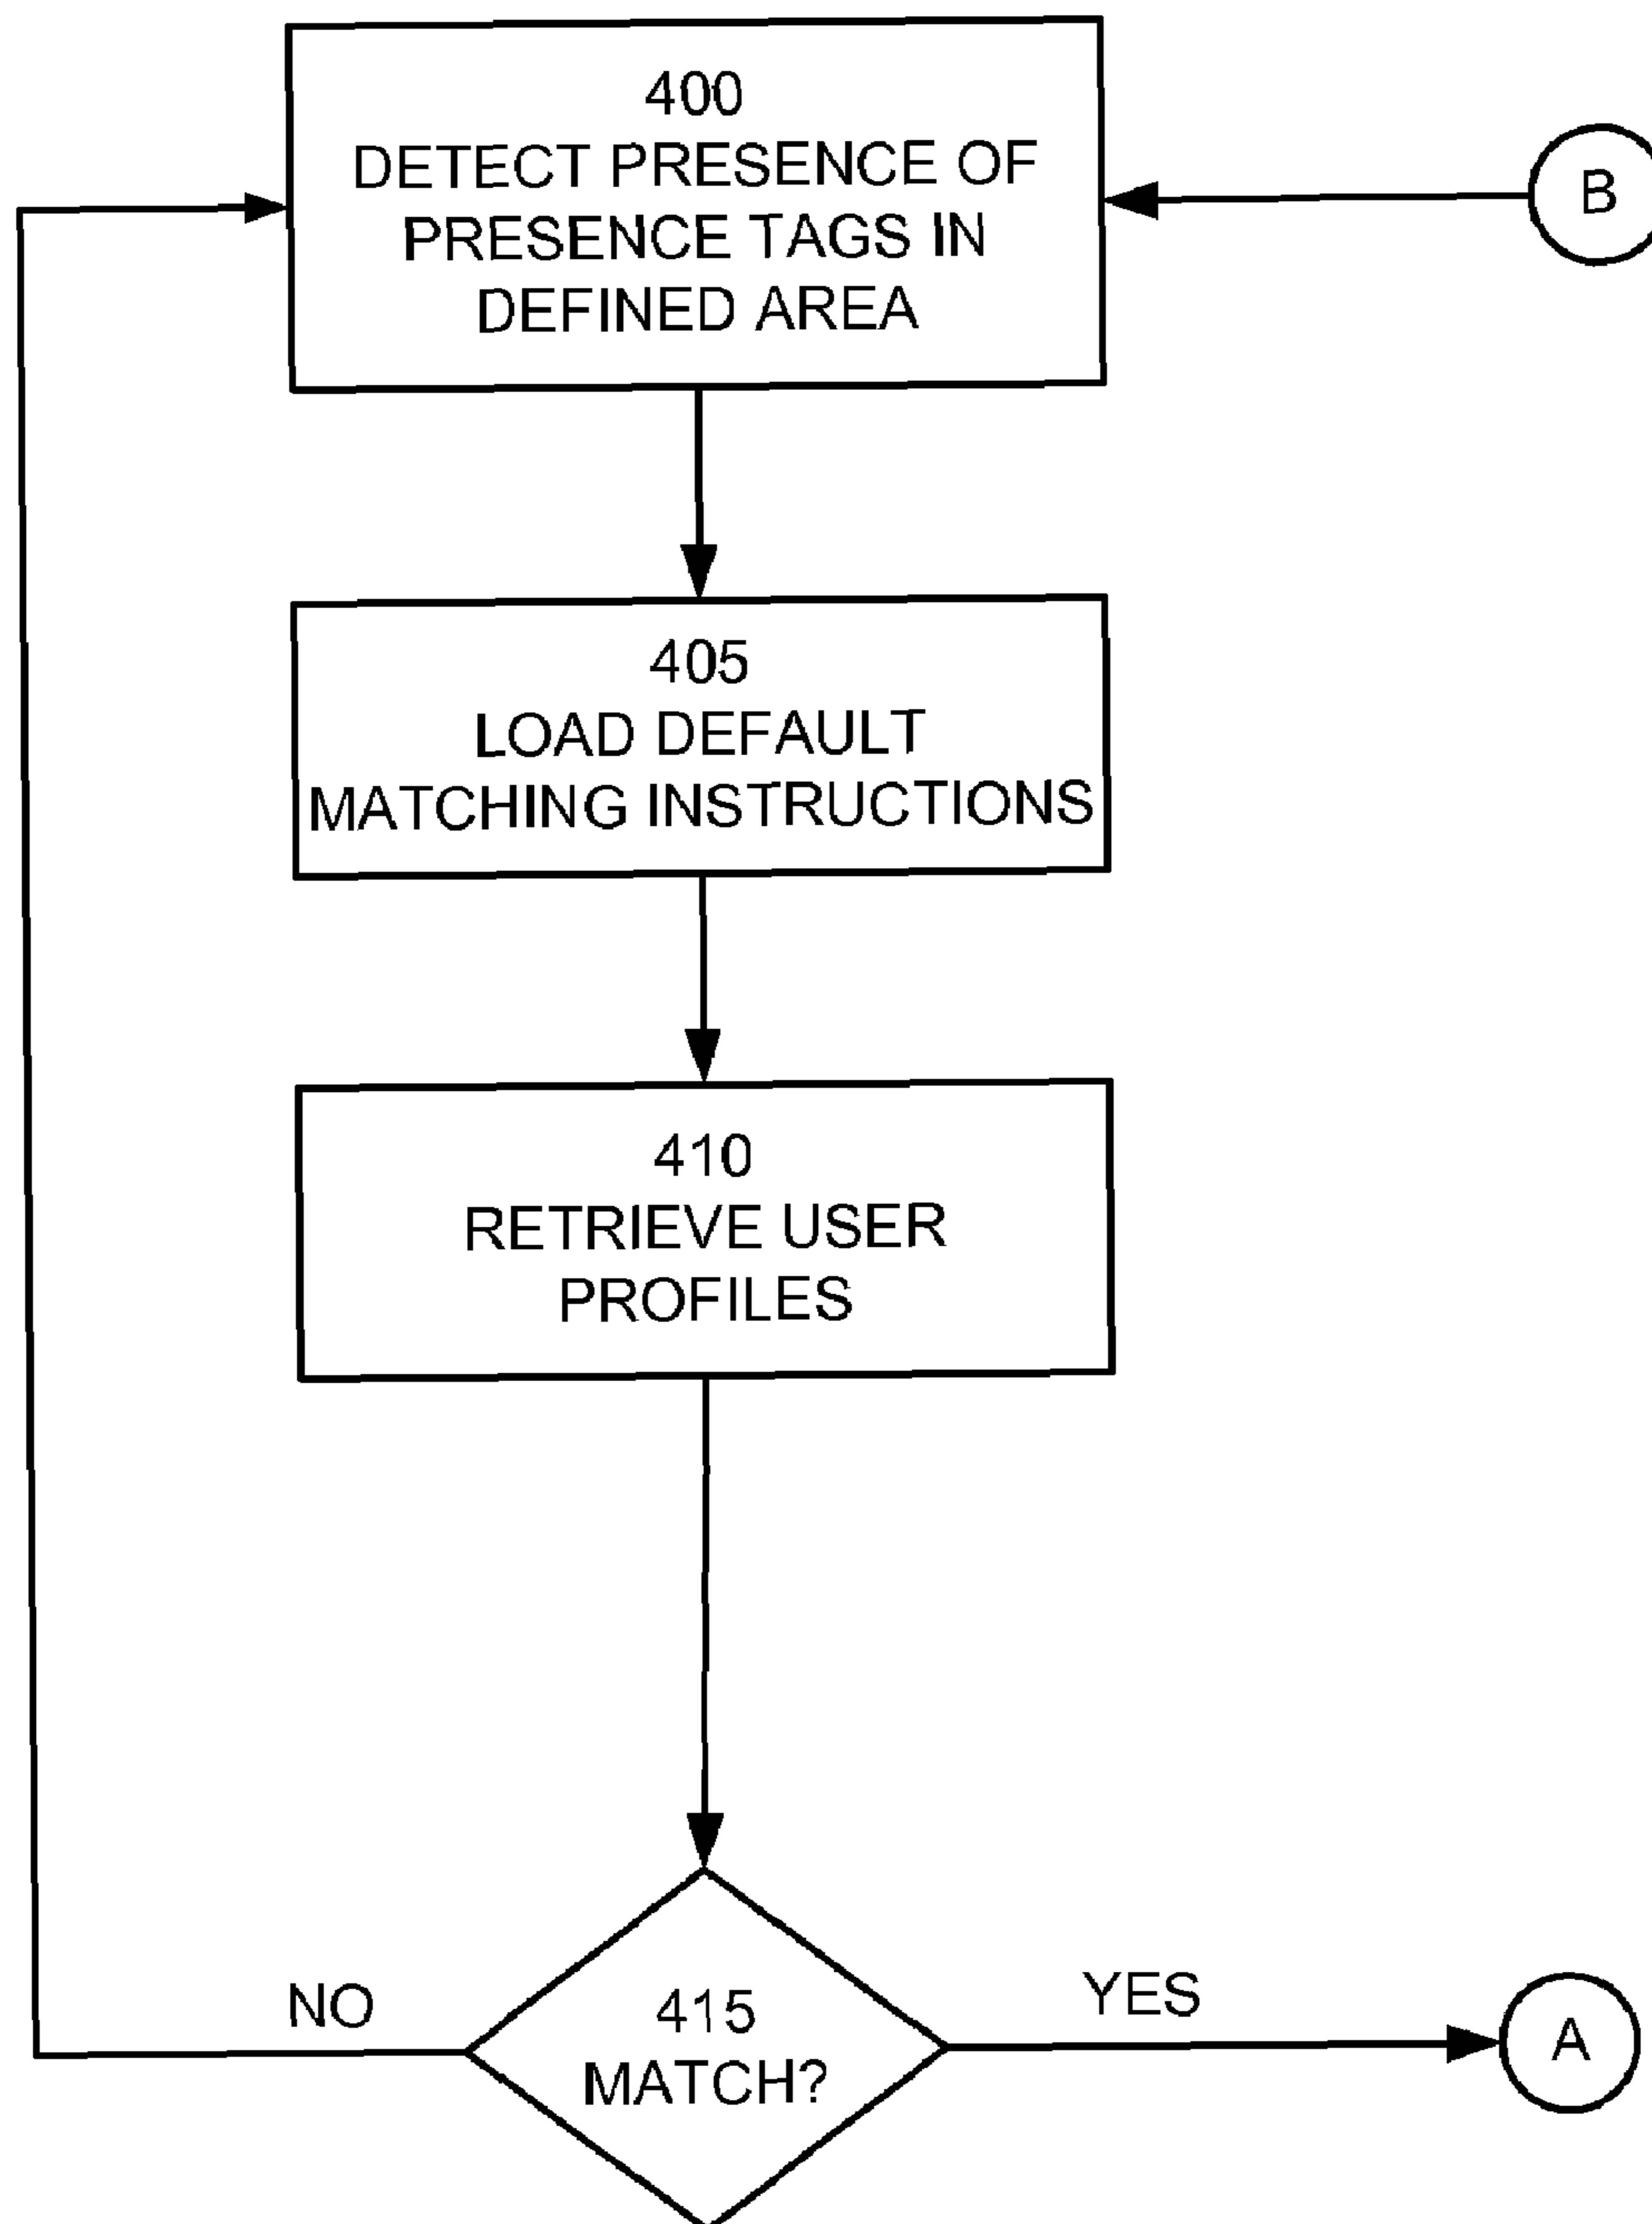 400
DETECT PRESENCE OF
PRESENCE TAGS IN
DEFINED AREA
B
405
LOAD DEFAULT
MATCHING INSTRUCTIONS
410
RETRIEVE USER
PROFILES
NO
415
MATCH?
YES
A